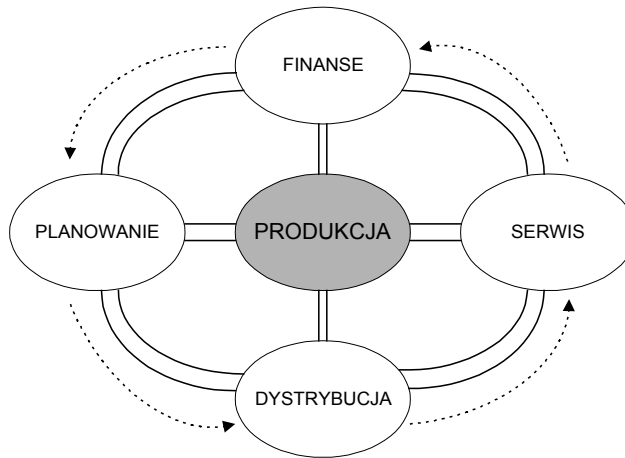 FINANSE
PLANOWANIE
PRODUKCJA
SERWIS
DYSTRYBUCJA